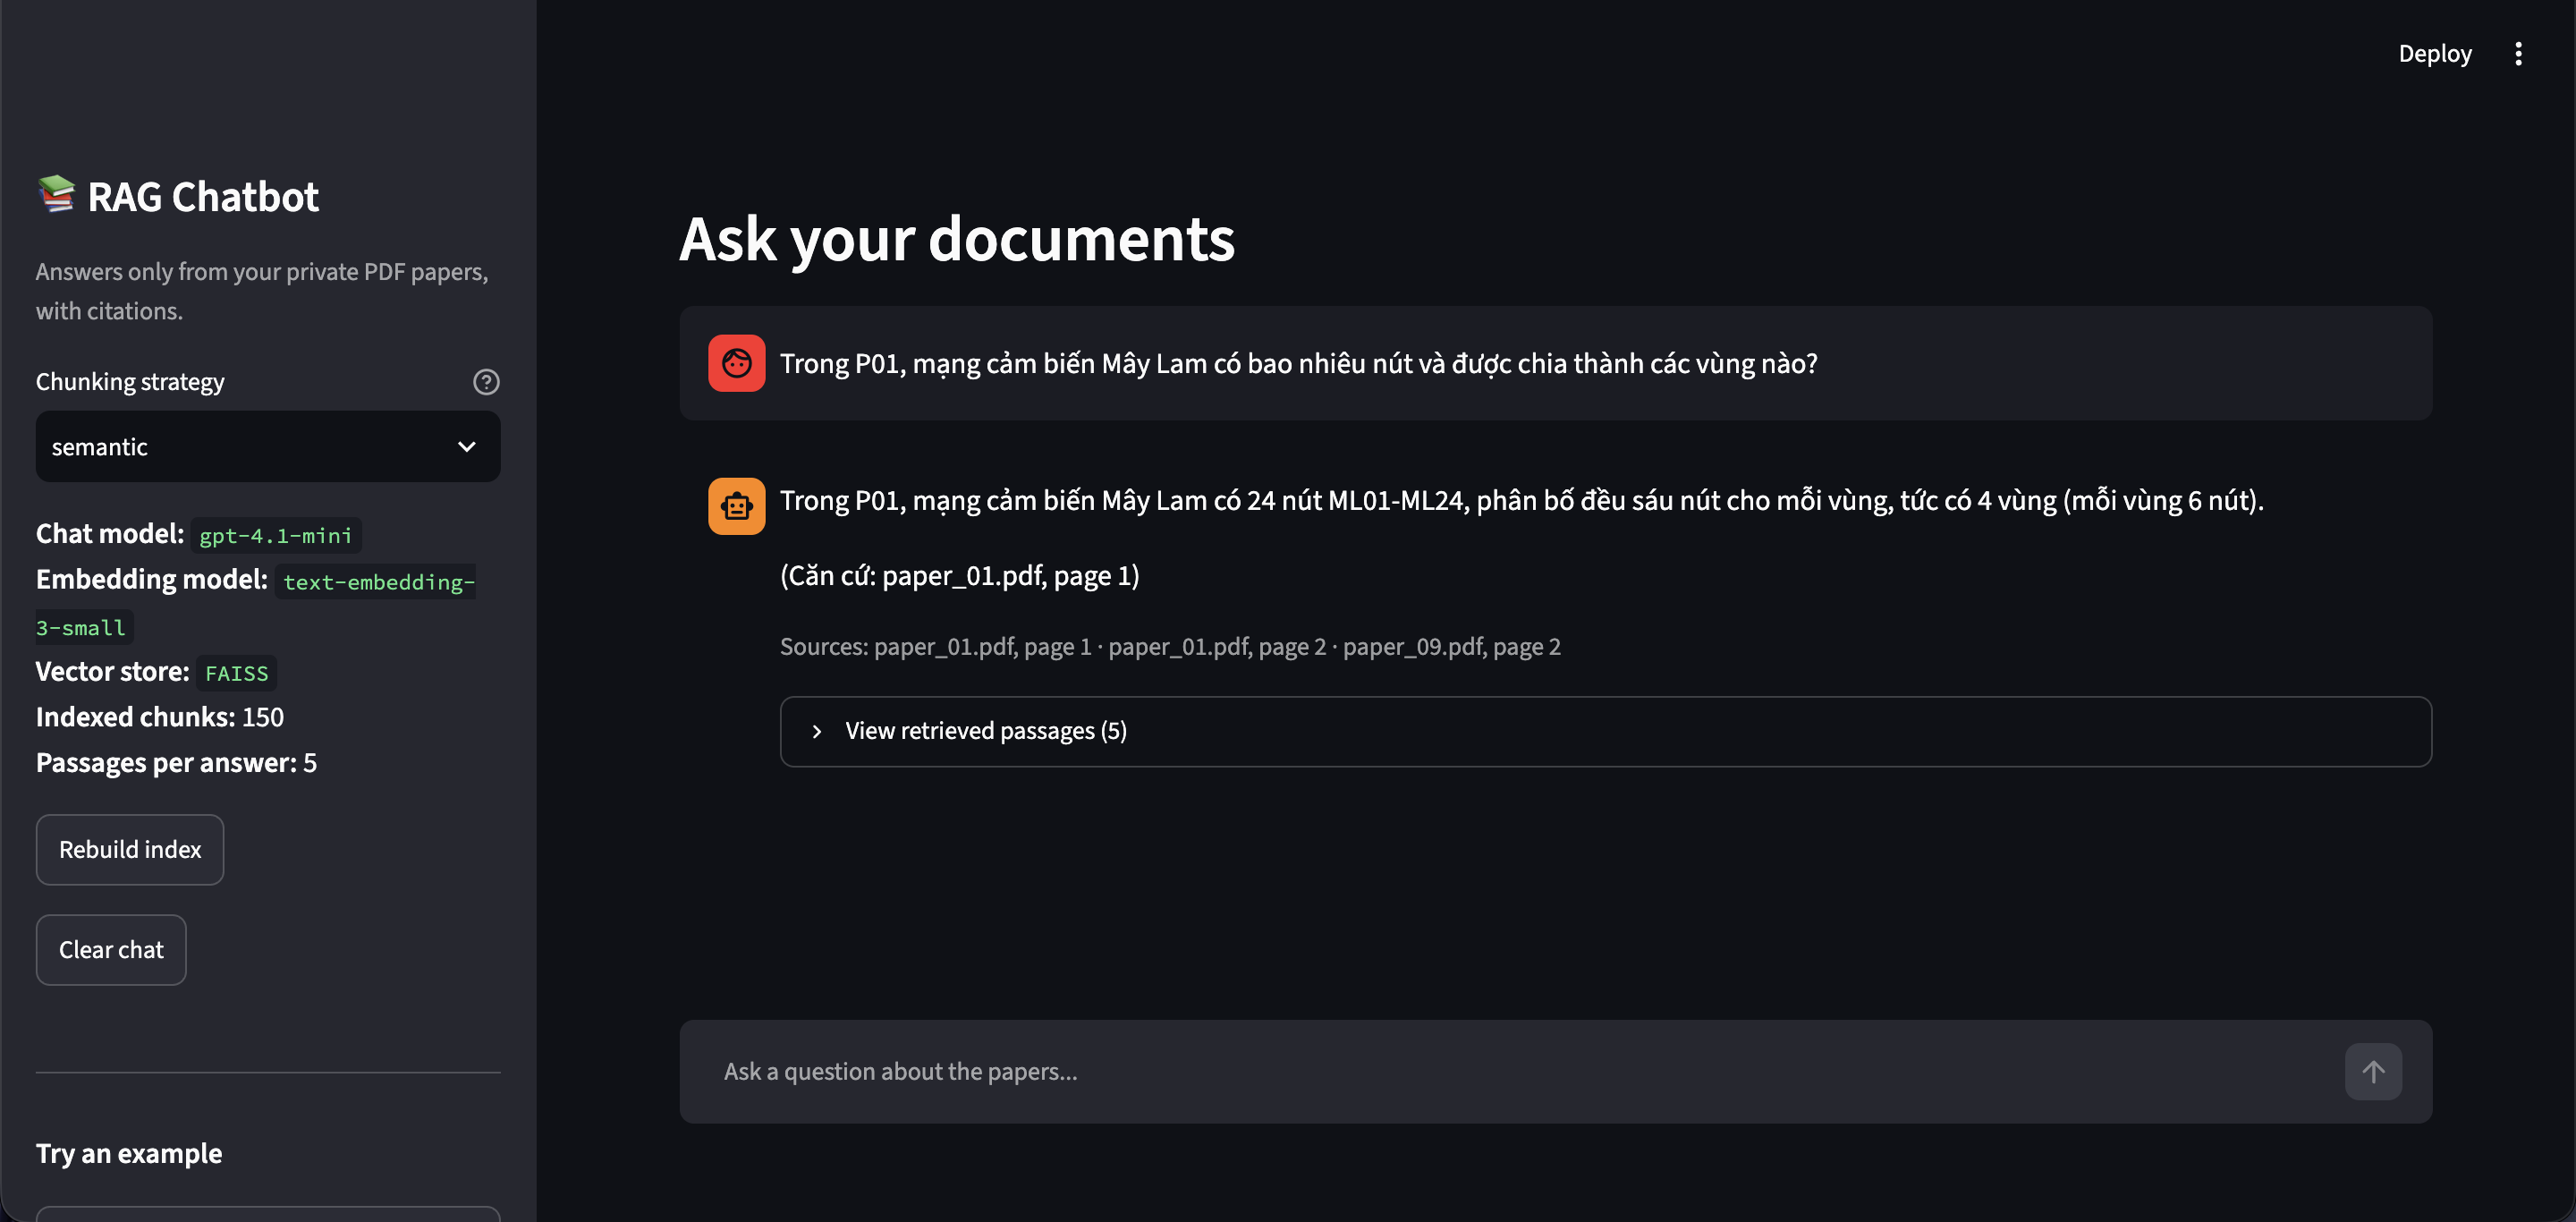 Deploy
📚 RAG Chatbot
Answers only from your private PDF papers,
with citations.
Chunking strategy
semantic
Chat model: gpt-4.1-mini
Embedding model: text-embedding-
3-small
Vector store: FAISS
Indexed chunks: 150
Passages per answer: 5
Rebuild index
Clear chat
Try an example
Ask your documents
Trong P01, mạng cảm biến Mây Lam có bao nhiêu nút và được chia thành các vùng nào?
Trong P01, mạng cảm biến Mây Lam có 24 nút ML01-ML24, phân bố đều sáu nút cho mỗi vùng, tức có 4 vùng (mỗi vùng 6 nút).
(Căn cứ: paper_01.pdf, page 1)
Sources: paper_01.pdf, page 1 · paper_01.pdf, page 2 · paper_09.pdf, page 2
View retrieved passages (5)
Ask a question about the papers...